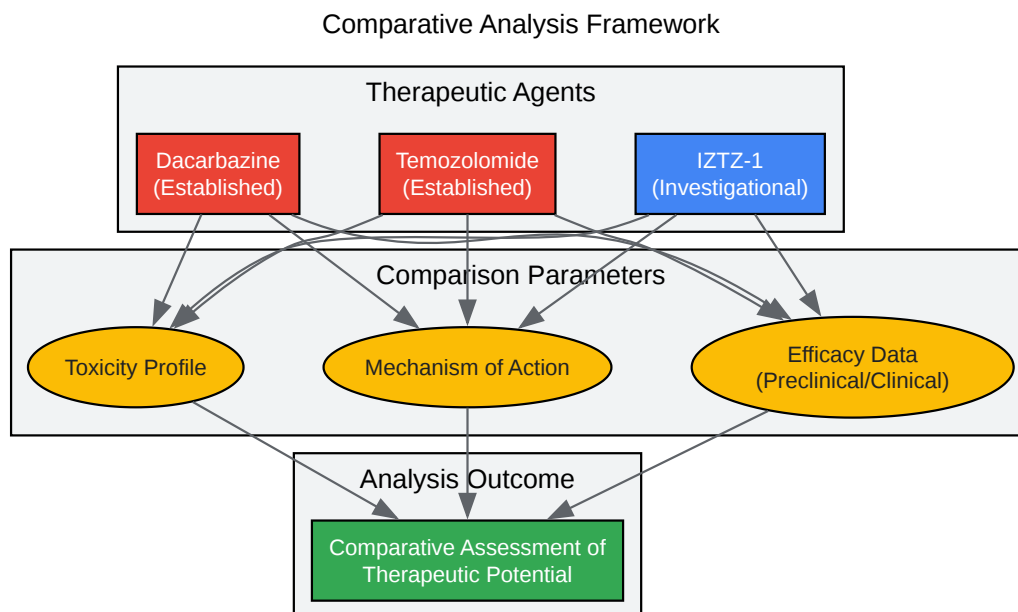 Comparative Analysis Framework
Therapeutic Agents
Dacarbazine
(Established)
Temozolomide
(Established)
IZTZ-1
(Investigational)
Comparison Parameters
Toxicity Profile
Mechanism of Action
Efficacy Data
(Preclinical/Clinical)
Analysis Outcome
Comparative Assessment of
Therapeutic Potential